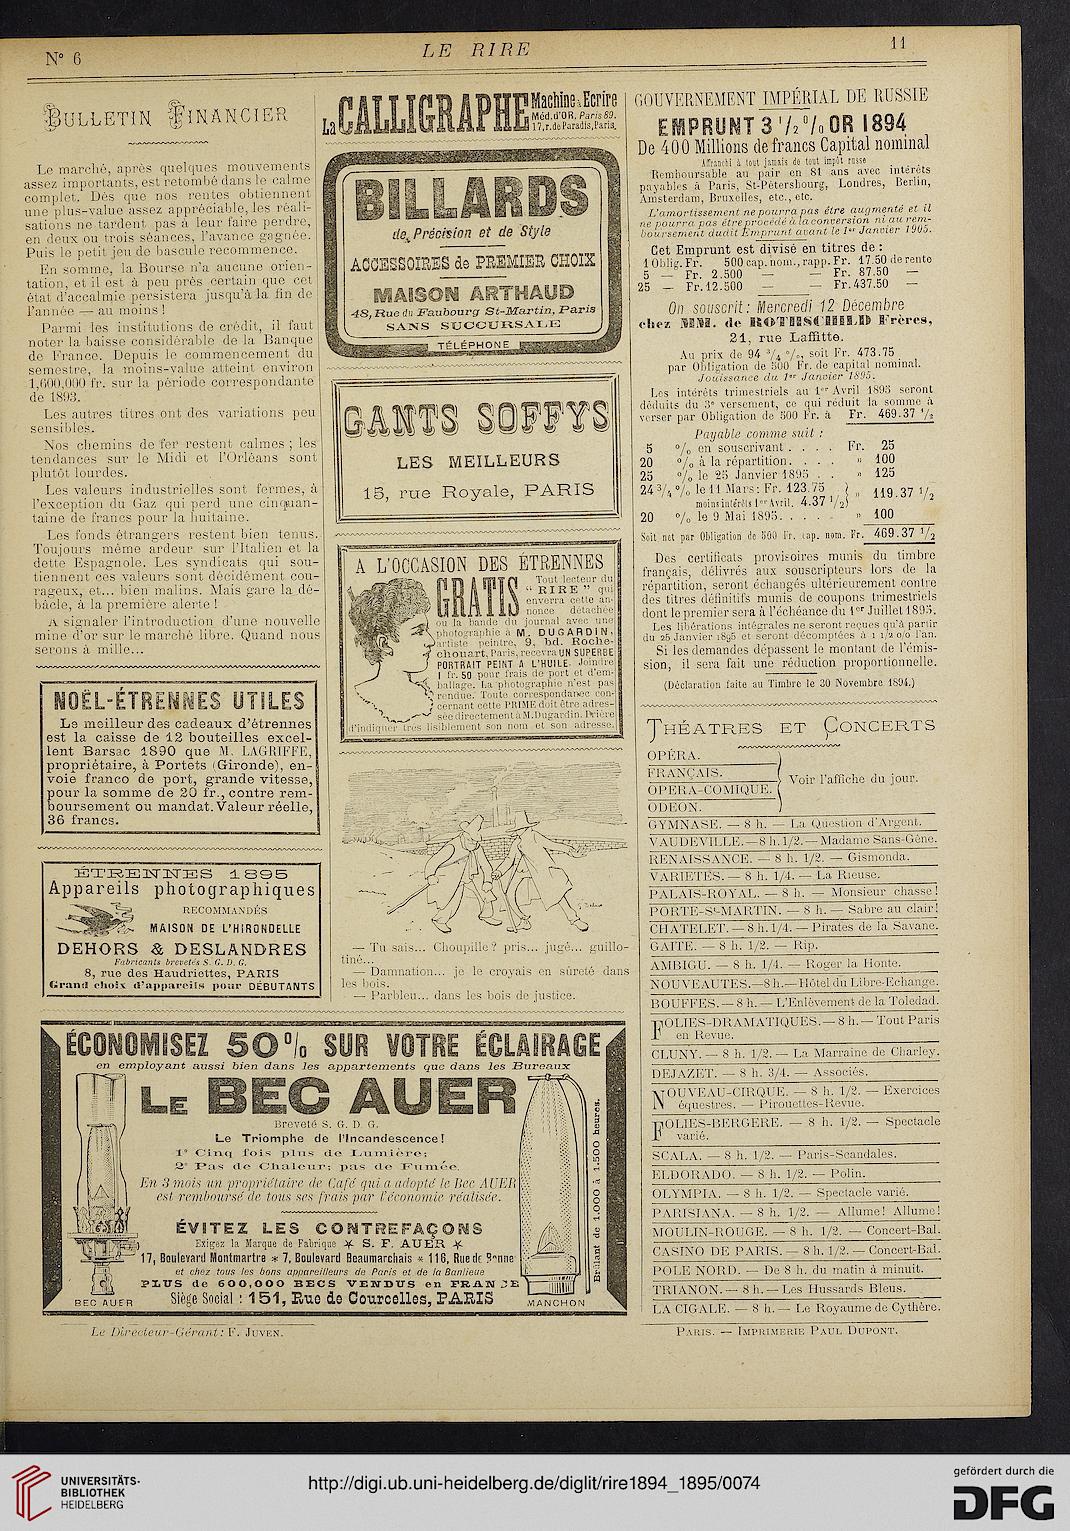 N° 6
LE RIRE
11
BULLETIN FINANCIER
Le marché, après quelques mouvements
assez importants, est retombé dans le calme
complet. Dès que nos rentes obtiennent
une plus-value assez appréciable, les réali-
sations ne tardent pas à leur faire perdre,
en deux ou trois séances, l'avance gagnée.
Puis le petit jeu de bascule recommence.
En somme, la Bourse n'a aucune orien-
tation, et il est à peu près certain que cet
état d'accalmie persistera jusqu'à la fin de
l'année — au moins !
Parmi les institutions de crédit, il faut
noter la baisse considérable de la Banque
de France. Depuis le commencement du
semestre, la moins-value atteint environ
1,600,000 fr. sur la période correspondante
de 1893.
Les autres titres ont des variations peu
sensibles.
Nos chemins de fer restent calmes ; les
tendances sur le Midi et l'Orléans sont
plutôt lourdes.
Les valeurs industrielles sont fermes, à
l'exception du Gaz qui perd une cinquan-
taine de francs pour la huitaine.
Les fonds étrangers restent bien tenus.
Toujours même ardeur sur l'Italien et la
dette Espagnole. Les syndicats qui sou-
tiennent ces valeurs sont décidément cou-
rageux, et... bien malins. Mais gare la dé-
bâcle, à la première alerte !
A signaler l'introduction d'une nouvelle
mine d'or sur le marché libre. Quand nous
serons à mille...
NOËL-ÉTRENNES UTILES
Le meilleur des cadeaux d'étrennes
est la caisse de 12 bouteilles excel-
lent Barsac 1890 que M. LAGRIFFE,
propriétaire, à Portets (Gironde), en-
voie franco de port, grande vitesse,
pour la somme de 20 fr., contre rem-
boursement ou mandat. Valeur réelle,
36 francs.
ÉTRENNES 1895
Appareils photographiques
RECOMMANDÉS
MAISON DE L'HIRONDELLE
DEHORS & DESLANDRES
Fabricants brevetés S. G. D. G.
8, rue des Haudriettes, PARIS
Grand choix d'appareils pour DÉBUTANTS
La CALLIGRAPHE Machine à Ecrire
Méd. d'OR, Paris 89.
17, r. de Paradis, Paris.
BILLARDS
de Précision et de Style
ACCESSOIRES de PREMIER CHOIX
MAISON ARTHAUD
48, Rue du Faubourg St-Martin, Paris
SANS SUCCURSALE
TÉLÉPHONE
GANTS SOFFYS
LES MEILLEURS
15, rue Royale, PARIS
A L'OCCASION DES ÉTRENNES
GRATIS
Tout lecteur du
" RIRE " qui
enverra cette an-
nonce détachée
ou la bande du journal avec une
photographie à M. DUGARDIN,
artiste peintre, 9, bd. Roche-
chouart, Paris, recevra UN SUPERBE
PORTRAIT PEINT A L'HUILE. Joindre
1 fr. 50 pour frais de port et d'em-
ballage. La photographie n'est pas
rendue. Toute correspondance con-
cernant cette PRIME doit être adres-
sée directement à M. Dugardin. Prière
d'indiquer très lisiblement son nom et son adresse.
— Tu sais... Choupille ? pris... jugé... guillo-
tiné...
— Damnation... je le croyais en sûreté dans
les bois.
— Parbleu... dans les bois de justice.
GOUVERNEMENT IMPÉRIAL DE RUSSIE
EMPRUNT 3 1/2 % OR 1894
De 400 Millions de francs Capital nominal
Affranchi à tout jamais de tout impôt russe
Remboursable au pair en 81 ans avec intérêts
payables à Paris, St-Pétersbourg, Londres, Berlin,
Amsterdam, Bruxelles, etc., etc.
L'amortissement ne pourra pas être augmenté et il
ne pourra pas être procédé à la conversion ni au rem-
boursement dudit Emprunt avant le 1er Janvier 1905.
Cet Emprunt est divisé en titres de :
1 Oblig. Fr. 500 cap. nom., rapp. Fr. 17.50 de rente
5 — Fr. 2.500 — — Fr. 87.50 —
25 — Fr. 12.500 — — Fr. 437.50 —
On souscrit : Mercredi 12 Décembre
chez MM. de ROTHSCHILD Frères,
21, rue Laffitte.
Au prix de 94 3/4 %, soit Fr. 473.75
par Obligation de 500 Fr. de capital nominal.
Jouissance du 1er Janvier 1895.
Les intérêts trimestriels au 1er Avril 1895 seront
déduits du 3e versement, ce qui réduit la somme à
verser par Obligation de 500 Fr. à Fr. 469.37 1/2
Payable comme suit :
5 % en souscrivant . . . . Fr. 25
20 % à la répartition. . . . » 100
25 % le 25 Janvier 1895 . . » 125
24 3/4 % le 11 Mars : Fr. 123.75 } » 119.37 1/2
moins intérêts 1er Avril. 4.37 1/2
20 % le 9 Mai 1895. . . . . . » 100
Soit net par Obligation de 500 Fr. cap. nom. Fr. 469.37 1/2
Des certificats provisoires munis du timbre
français, délivrés aux souscripteurs lors de la
répartition, seront échangés ultérieurement contre
des titres définitifs munis de coupons trimestriels
dont le premier sera à l'échéance du 1er Juillet 1895.
Les libérations intégrales ne seront reçues qu'à partir
du 25 Janvier 1895 et seront décomptées à 1 1/2 o/o l'an.
Si les demandes dépassent le montant de l'émis-
sion, il sera fait une réduction proportionnelle.
(Déclaration faite au Timbre le 30 Novembre 1894.)
THÉATRES ET CONCERTS
OPÉRA.
FRANÇAIS.
OPÉRA-COMIQUE.
ODÉON.
Voir l'affiche du jour.
GYMNASE. — 8 h. — La Question d'Argent.
VAUDEVILLE. — 8 h. 1/2. — Madame Sans-Gêne.
RENAISSANCE. — 8 h. 1/2. — Gismonda.
VARIÉTÉS. — 8 h. 1/4. — La Rieuse.
PALAIS-ROYAL. — 8 h. — Monsieur chasse !
PORTE-St-MARTIN. — 8 h. — Sabre au clair !
CHATELET. — 8 h. 1/4. — Pirates de la Savane.
GAITÉ. — 8 h. 1/2. — Rip.
AMBIGU. — 8 h. 1/4. — Roger la Honte.
NOUVEAUTÉS. — 8 h. — Hôtel du Libre-Echange.
BOUFFES. — 8 h. — L'Enlèvement de la Toledad.
FOLIES-DRAMATIQUES. — 8 h. — Tout Paris
en Revue.
CLUNY. — 8 h. 1/2. — La Marraine de Charley.
DEJAZET. — 8 h. 3/4. — Associés.
NOUVEAU-CIRQUE. — 8 h. 1/2. — Exercices
équestres. — Pirouettes-Revue.
FOLIES-BERGERE. — 8 h. 1/2. — Spectacle
varié.
SCALA. — 8 h. 1/2. — Paris-Scandales.
ELDORADO. — 8 h. 1/2. — Polin.
OLYMPIA. — 8 h. 1/2. — Spectacle varié.
PARISIANA. — 8 h. 1/2. — Allume ! Allume !
MOULIN-ROUGE. — 8 h. 1/2. — Concert-Bal.
CASINO DE PARIS. — 8 h. 1/2. — Concert-Bal.
POLE NORD. — De 8 h. du matin à minuit.
TRIANON. — 8 h. — Les Hussards Bleus.
LA CIGALE. — 8 h. — Le Royaume de Cythère.
ÉCONOMISEZ 50 % SUR VOTRE ÉCLAIRAGE
en employant aussi bien dans les appartements que dans les Bureaux
LE BEC AUER
Breveté S. G. D. G.
Le Triomphe de l'Incandescence !
1° Cinq fois plus de Lumière ;
2° Pas de Chaleur ; pas de Fumée.
En 3 mois un propriétaire de Café qui a adopté le Bec AUER
est remboursé de tous ses frais par l'économie réalisée.
ÉVITEZ LES CONTREFAÇONS
Exigez la Marque de Fabrique * S. F. AUER *
17, Boulevard Montmartre * 7, Boulevard Beaumarchais * 116, Rue de Rennes
et chez tous les bons appareilleurs de Paris et de la Banlieue
PLUS de 600,000 BECS VENDUS en FRANCE
Siège Social : 151, Rue de Courcelles, PARIS
BEC AUER
MANCHON
Brûlant de 1.000 à 1.500 heures.
Le Directeur-Gérant : F. JUVEN.
PARIS. — IMPRIMERIE PAUL DUPONT.
UNIVERSITÄTS-
BIBLIOTHEK
HEIDELBERG
http://digi.ub.uni-heidelberg.de/diglit/rire1894_1895/0074
gefördert durch die
DFG